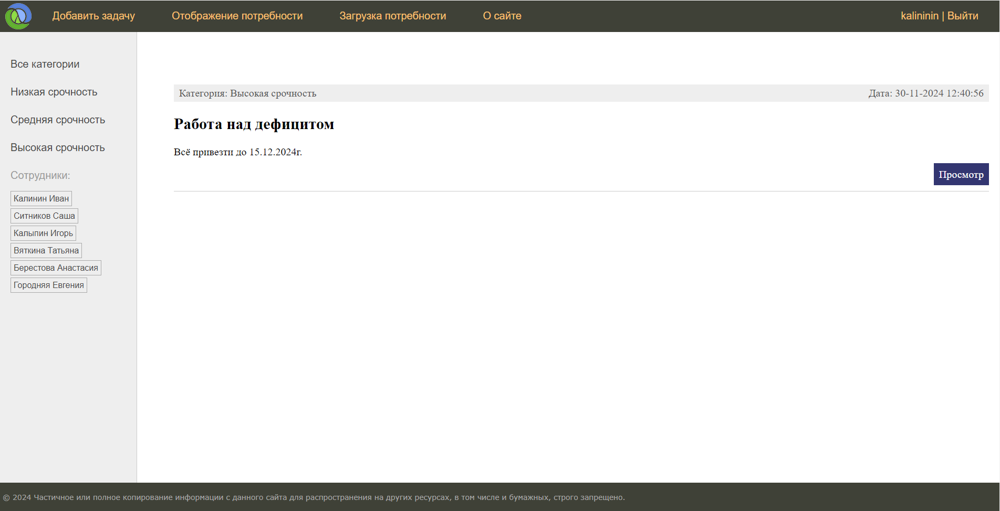 Добавить задачу
Отображение потребности
Загрузка потребности
О сайте
kalininin | Выйти
Все категории
Низкая срочность
Средняя срочность
Высокая срочность
Сотрудники:
Калинин Иван
Ситников Саша
Калыпин Игорь
Вяткина Татьяна
Берестова Анастасия
Городняя Евгения
Категория: Высокая срочность
Дата: 30-11-2024 12:40:56
Работа над дефицитом
Всё привезти до 15.12.2024г.
Просмотр
© 2024 Частичное или полное копирование информации с данного сайта для распространения на других ресурсах, в том числе и бумажных, строго запрещено.